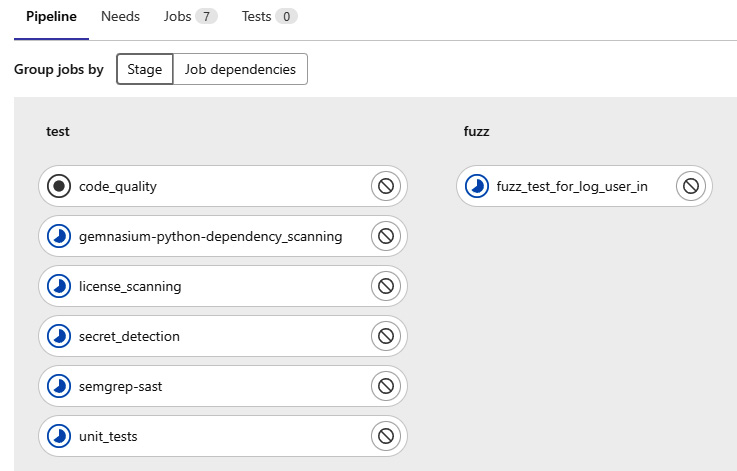 Pipeline Needs Jobs 7 Tests 0
Group jobs by Stage Job dependencies
test
code_quality
gemnasium-python-dependency_scanning
license_scanning
secret_detection
semgrep-sast
unit_tests
fuzz
fuzz_test_for_log_user_in